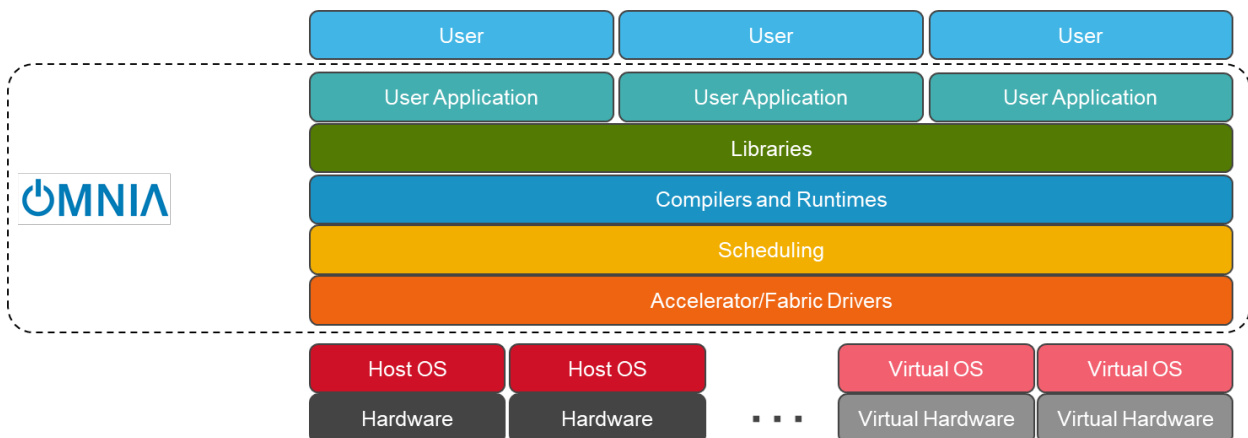 User User User
User Application User Application User Application
Libraries
OMNIA
Compilers and Runtimes
Scheduling
Accelerator/Fabric Drivers
Host OS Host OS Virtual OS Virtual OS
Hardware Hardware ... Virtual Hardware Virtual Hardware